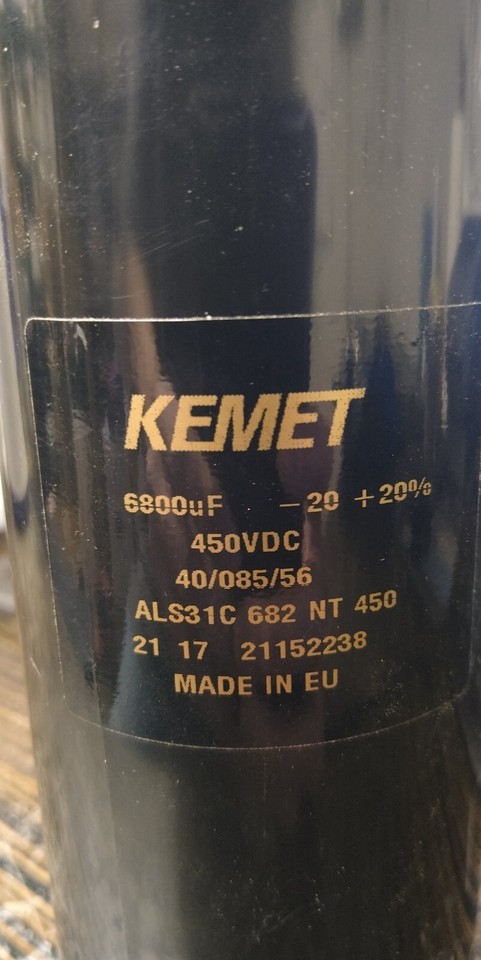 KEMET
6800uF −20 +20%
450VDC
40/085/56
ALS31C 682 NT 450
21 17 21152238
MADE IN EU